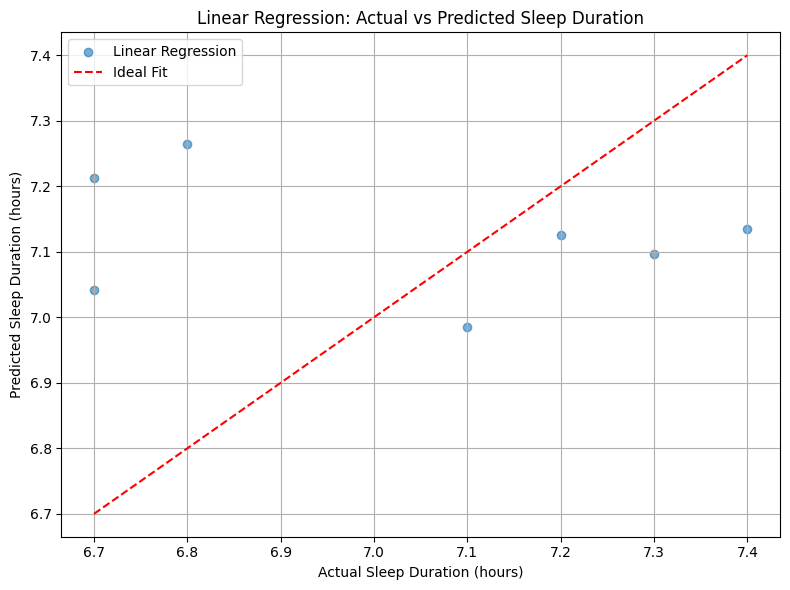 Linear Regression: Actual vs Predicted Sleep Duration
Linear Regression
Ideal Fit
Predicted Sleep Duration (hours)
7.4
7.3
7.2
7.1
7.0
6.9
6.8
6.7
6.7 6.8 6.9 7.0 7.1 7.2 7.3 7.4
Actual Sleep Duration (hours)